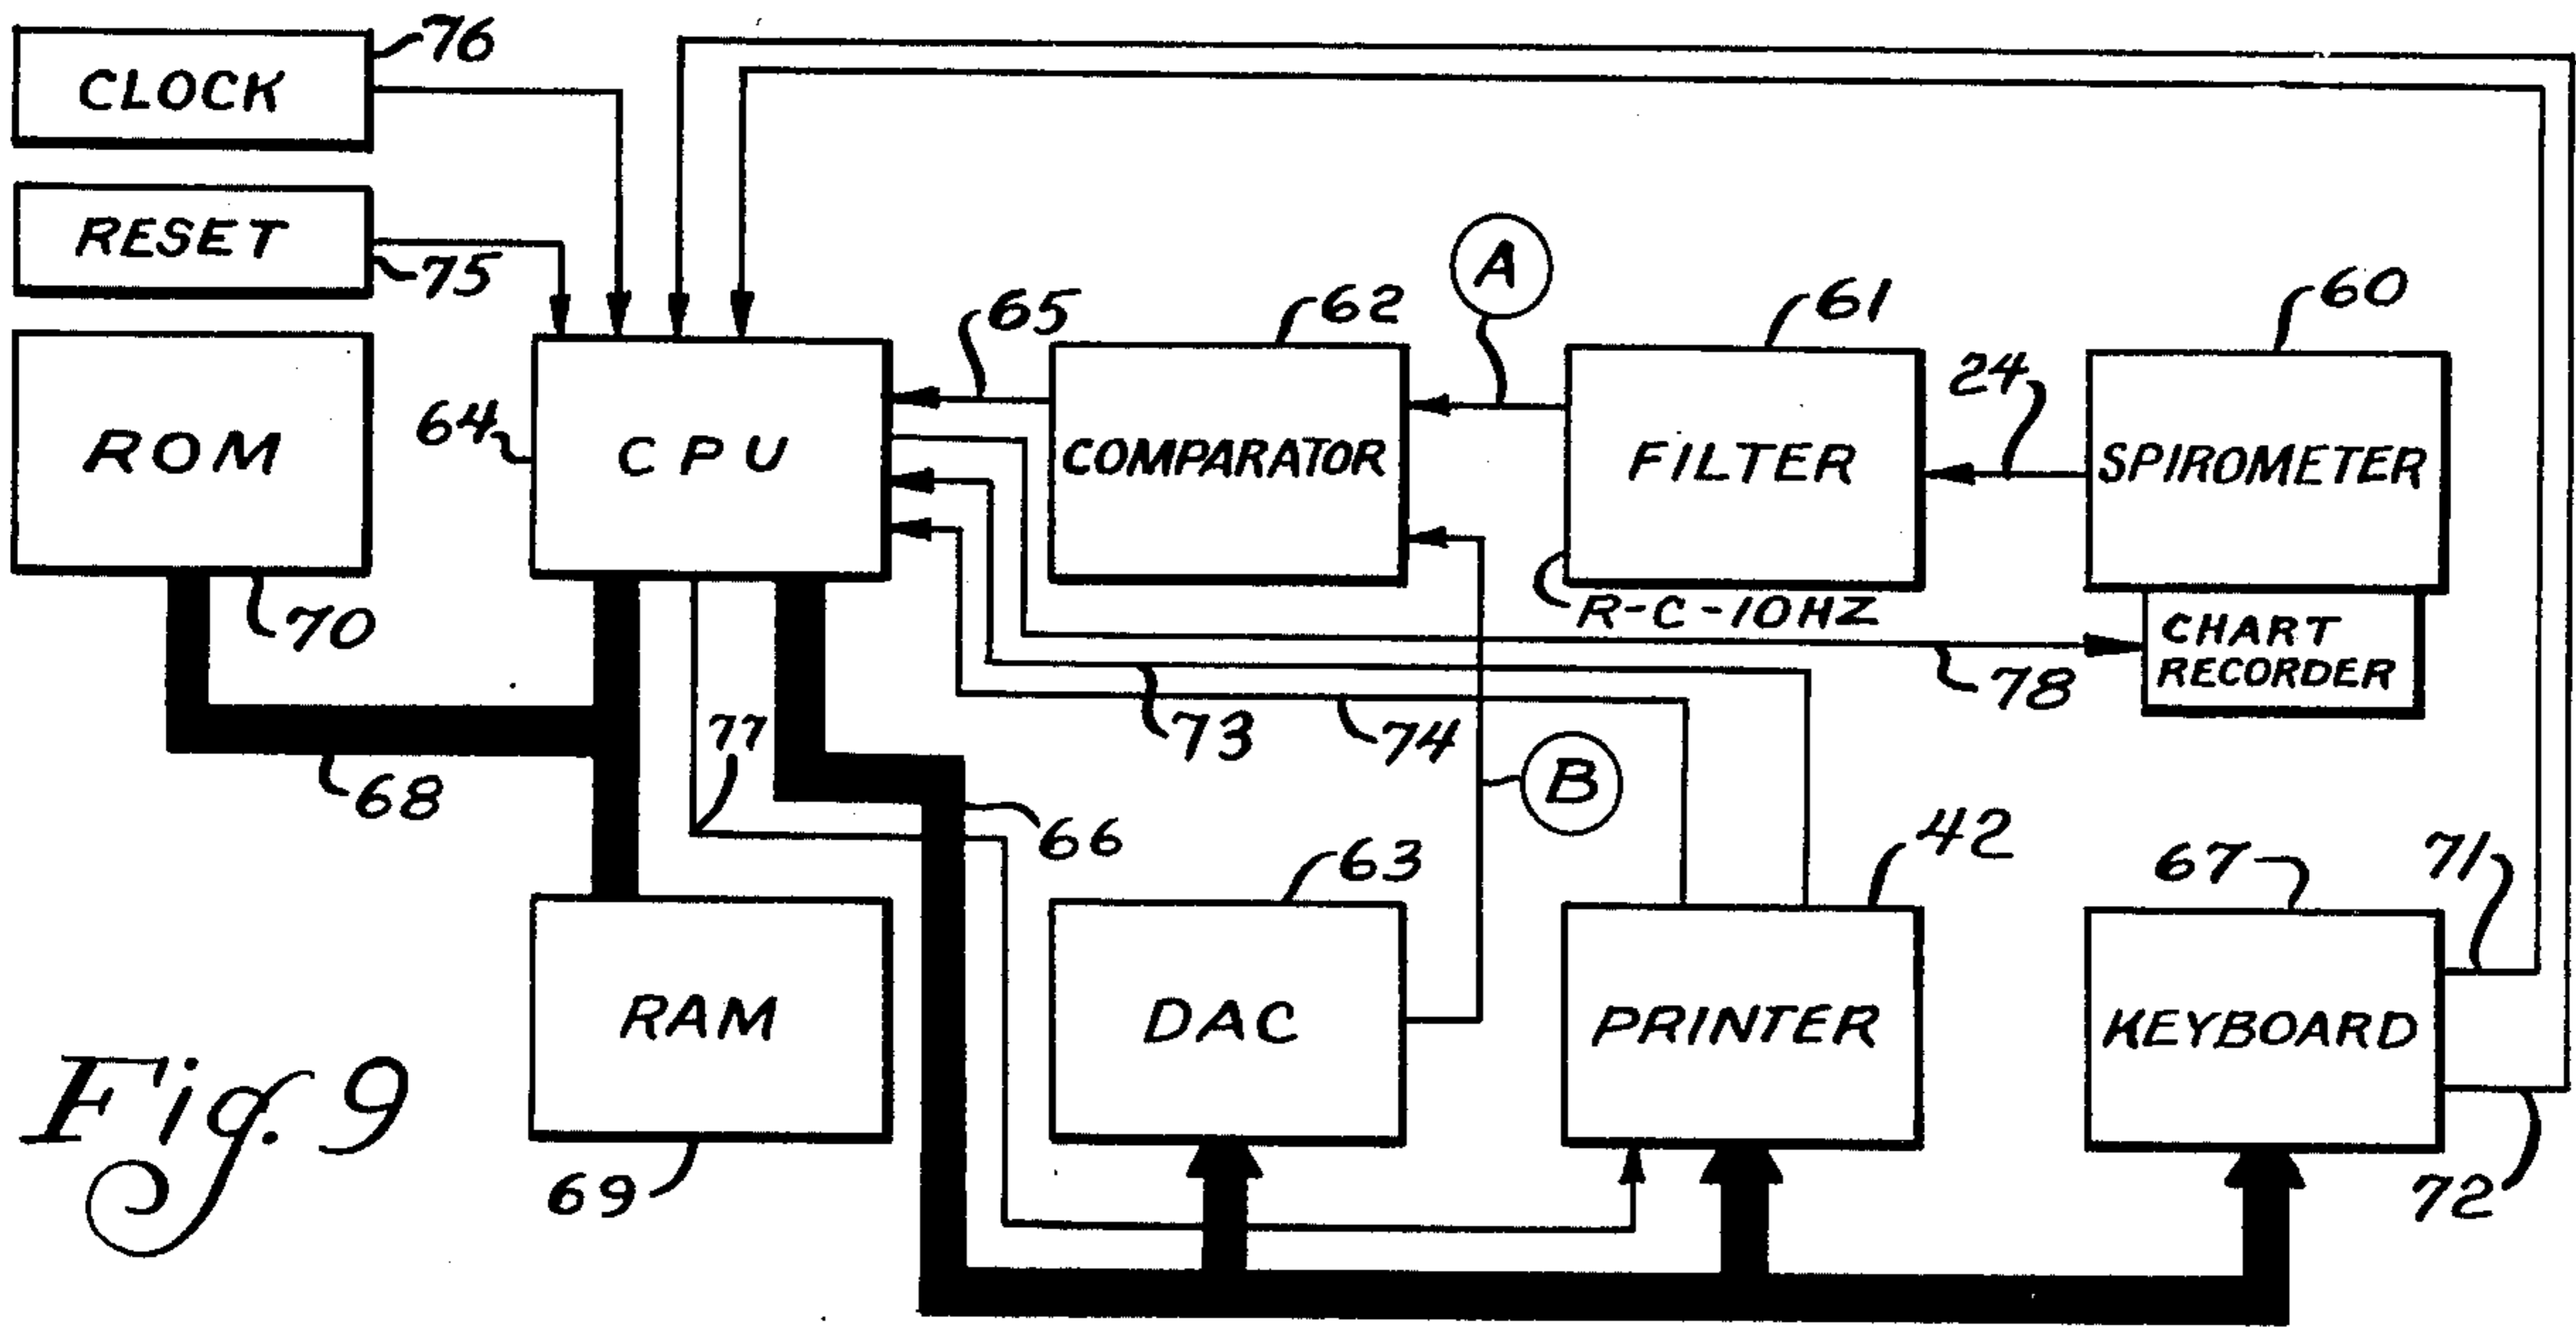 CLOCK
76
RESET
75
ROM
70
68
64
CPU
65
COMPARATOR
62
A
FILTER
61
R-C-10HZ
24
SPIROMETER
60
CHART
RECORDER
78
73
74
77
66
B
RAM
69
DAC
63
PRINTER
42
KEYBOARD
67
71
72
Fig. 9